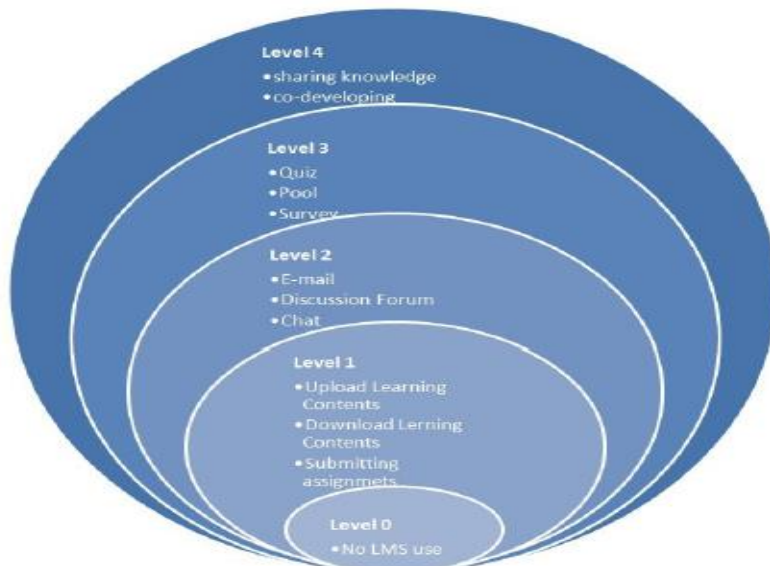 Level 4
•sharing knowledge
•co-developing
Level 3
•Quiz
•Pool
•Survey
Level 2
•E-mail
•Discussion Forum
•Chat
Level 1
•Upload Learning
Contents
•Download Lerning
Contents
•Submitting
assignmets
Level 0
•No LMS use